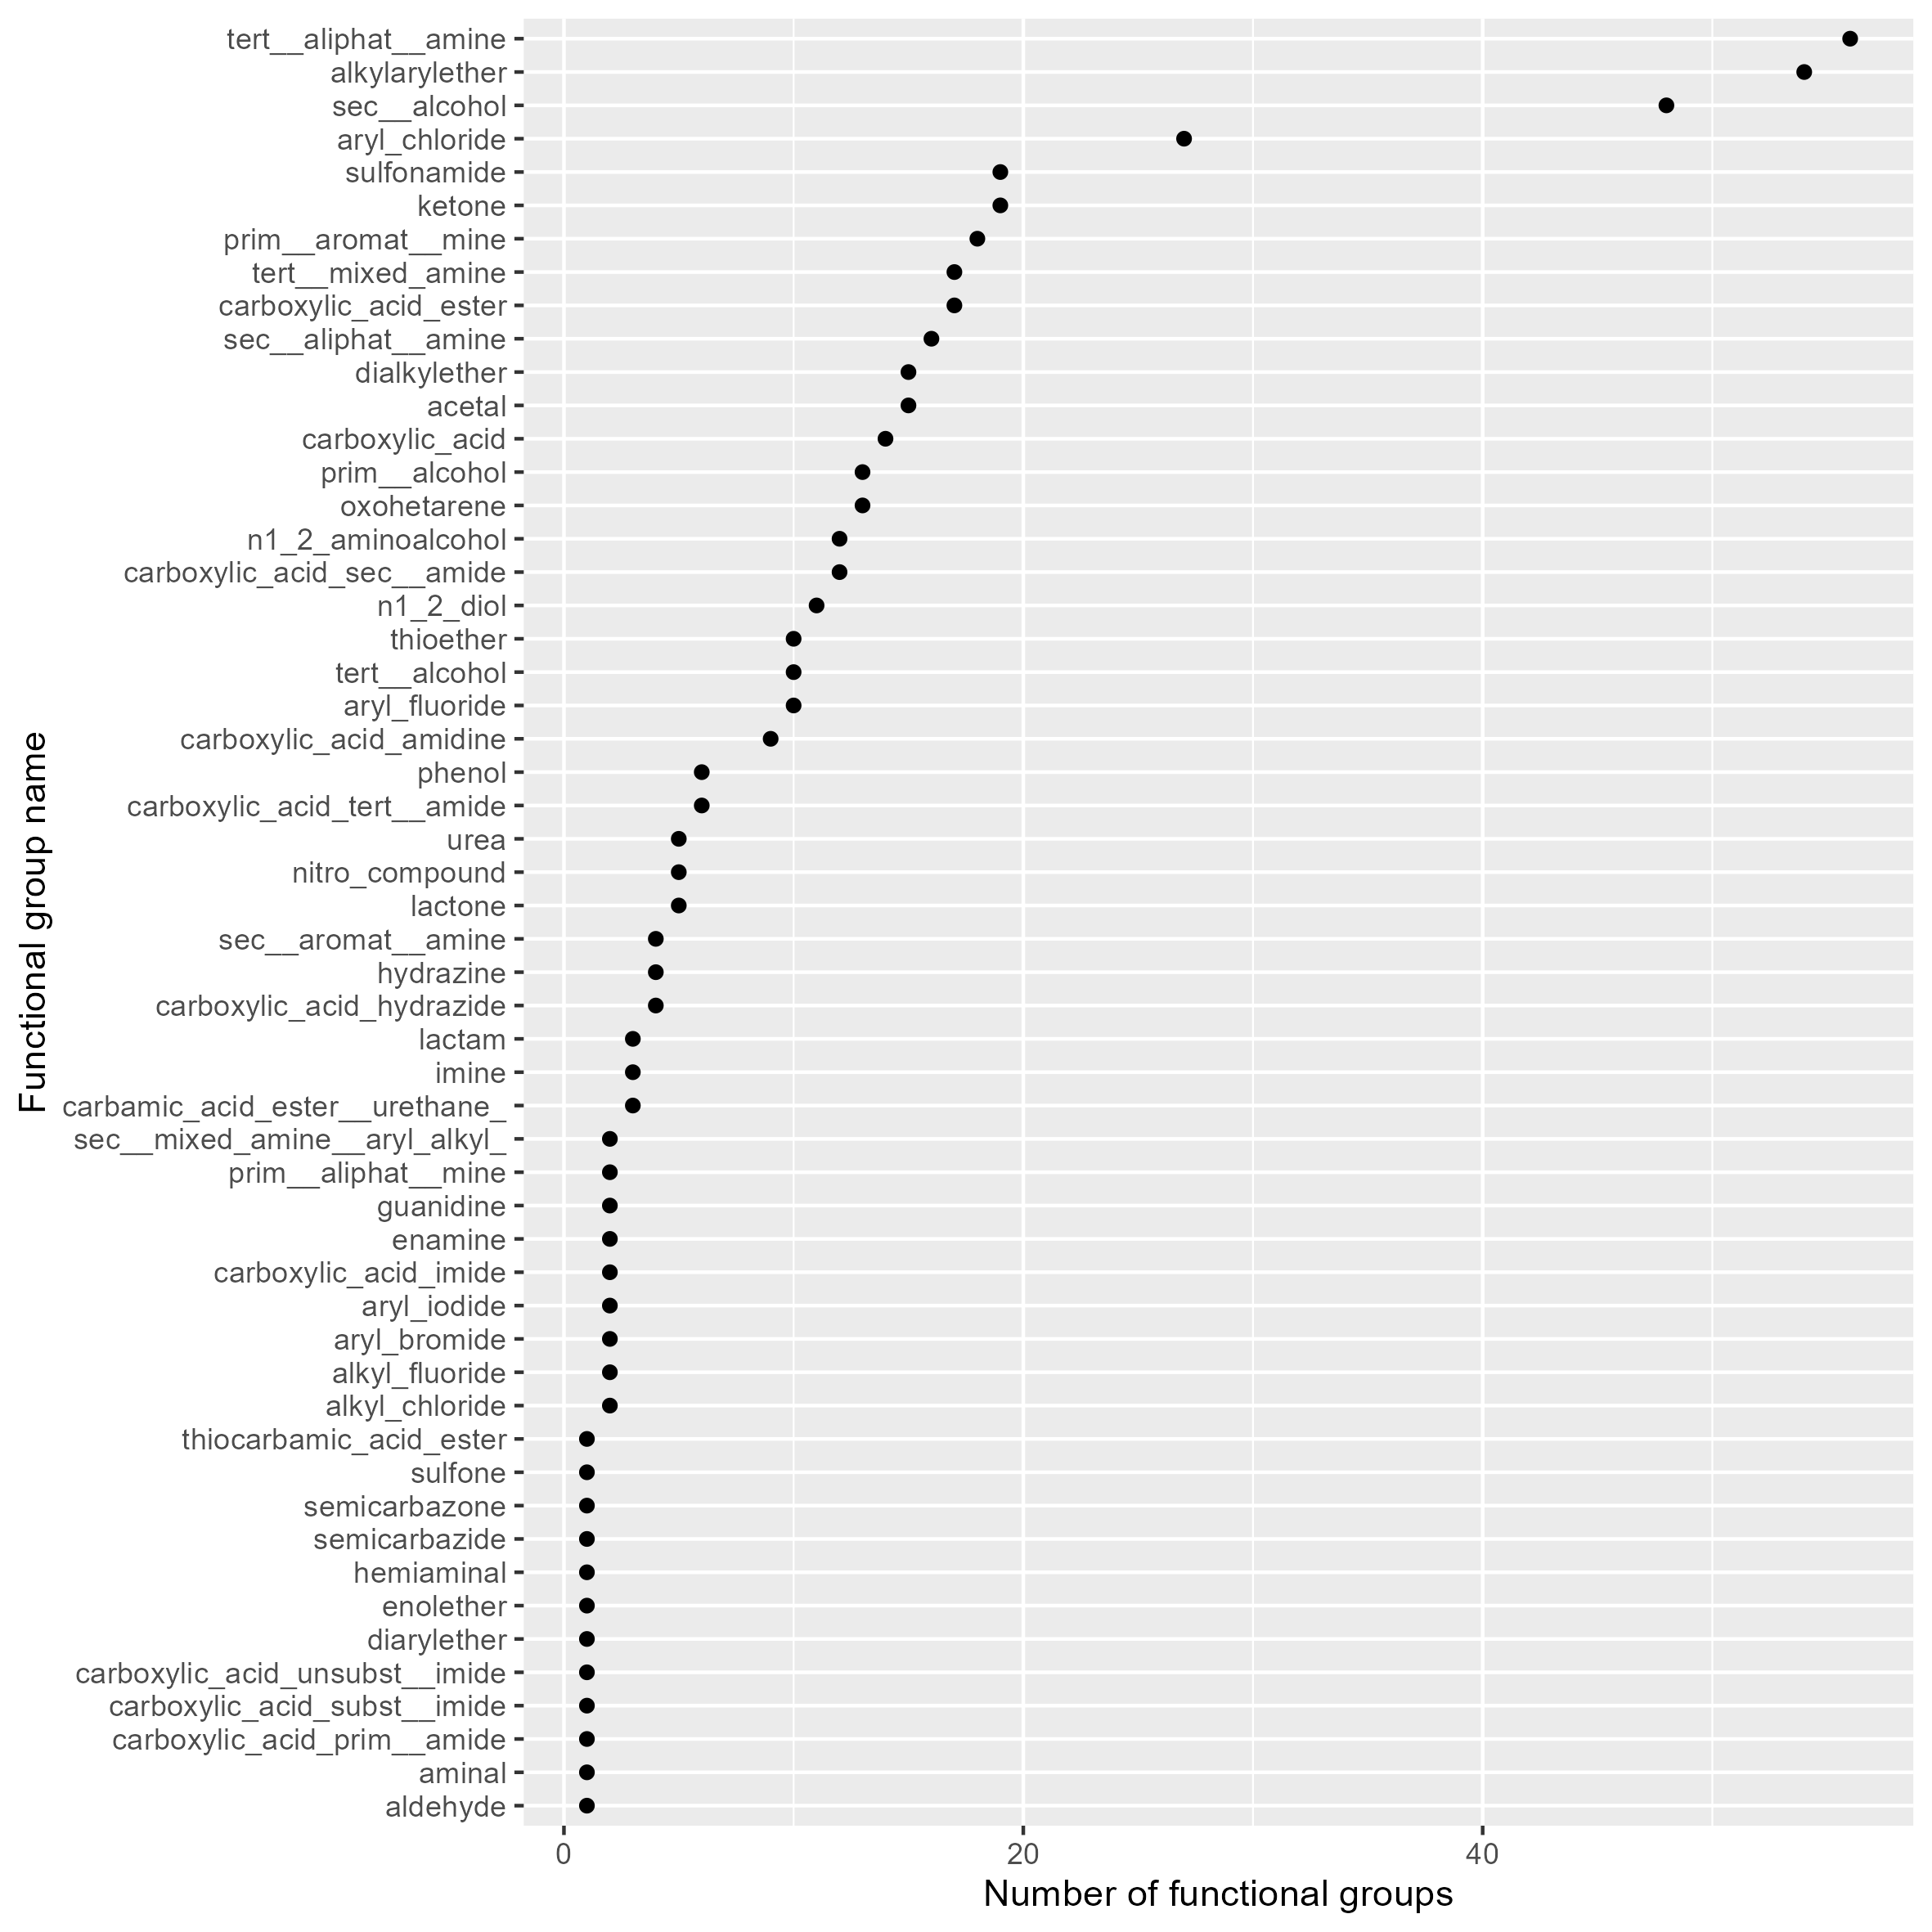 tert__aliphat__amine
alkylarylether
sec__alcohol
aryl_chloride
sulfonamide
ketone
prim__aromat__mine
tert__mixed_amine
carboxylic_acid_ester
sec__aliphat__amine
dialkylether
acetal
carboxylic_acid
prim__alcohol
oxohetarene
n1_2_aminoalcohol
carboxylic_acid_sec__amide
n1_2_diol
thioether
tert__alcohol
aryl_fluoride
carboxylic_acid_amidine
phenol
carboxylic_acid_tert__amide
urea
nitro_compound
lactone
sec__aromat__amine
hydrazine
carboxylic_acid_hydrazide
lactam
imine
carbamic_acid_ester__urethane_
sec__mixed_amine__aryl_alkyl_
prim__aliphat__mine
guanidine
enamine
carboxylic_acid_imide
aryl_iodide
aryl_bromide
alkyl_fluoride
alkyl_chloride
thiocarbamic_acid_ester
sulfone
semicarbazone
semicarbazide
hemiaminal
enolether
diarylether
carboxylic_acid_unsubst__imide
carboxylic_acid_subst__imide
carboxylic_acid_prim__amide
aminal
aldehyde
Functional group name
0 20 40
Number of functional groups